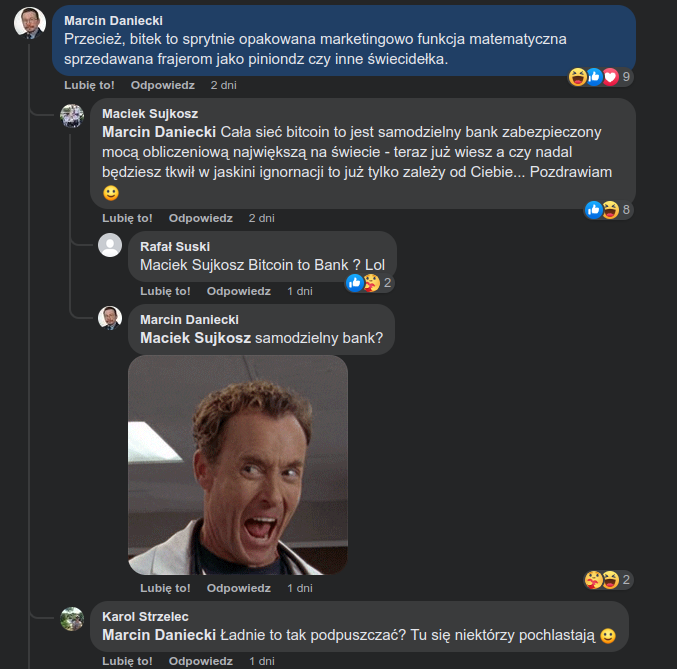 Marcin Daniecki
Przecież, bitek to sprytnie opakowana marketingowo funkcja matematyczna
sprzedawana frajerom jako piniondz czy inne świecidełka.
9
Lubię to! Odpowiedz 2 dni
Maciek Sujkosz
Marcin Daniecki Cała sieć bitcoin to jest samodzielny bank zabezpieczony
mocą obliczeniową największą na świecie - teraz już wiesz a czy nadal
będziesz tkwił w jaskini ignornacji to już tylko zależy od Ciebie... Pozdrawiam
8
Lubię to! Odpowiedz 2 dni
Rafał Suski
Maciek Sujkosz Bitcoin to Bank ? Lol
2
Lubię to! Odpowiedz 1 dni
Marcin Daniecki
Maciek Sujkosz samodzielny bank?
2
Lubię to! Odpowiedz 1 dni
Karol Strzelec
Marcin Daniecki Ładnie to tak podpuszczać? Tu się niektórzy pochlastają
Lubię to! Odpowiedz 1 dni